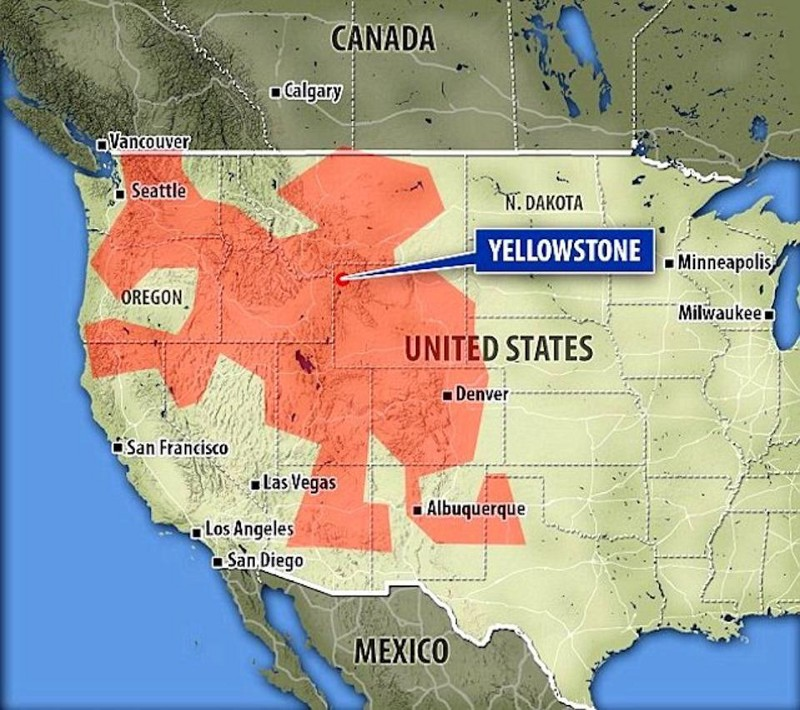 CANADA
Calgary
Vancouver
Seattle
N. DAKOTA
YELLOWSTONE
Minneapolis
OREGON
Milwaukee
UNITED STATES
Denver
San Francisco
Las Vegas
Albuquerque
Los Angeles
San Diego
MEXICO